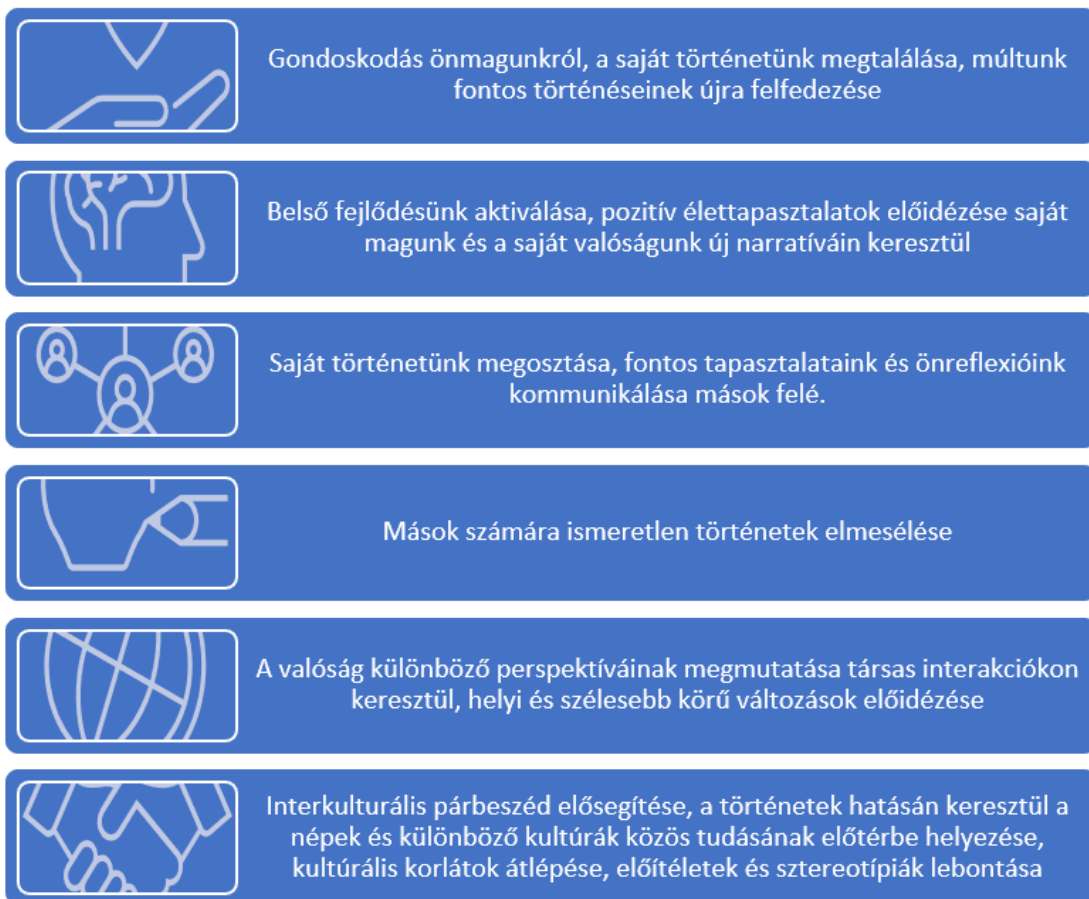 Gondoskodás önmagunkról, a saját történetünk megtalálása, múltunk
fontos történéseinek újra felfedezése
Belső fejlődésünk aktiválása, pozitív élettapasztalatok előidézése saját
magunk és a saját valóságunk új narratíváin keresztül
Saját történetünk megosztása, fontos tapasztalataink és önreflexióink
kommunikálása mások felé.
Mások számára ismeretlen történetek elmesélése
A valóság különböző perspektíváinak megmutatása társas interakciókon
keresztül, helyi és szélesebb körű változások előidézése
Interkulturális párbeszéd elősegítése, a történetek hatásán keresztül a
népek és különböző kultúrák közös tudásának előtérbe helyezése,
kultúrális korlátok átlépése, előítéletek és sztereotípiák lebontása